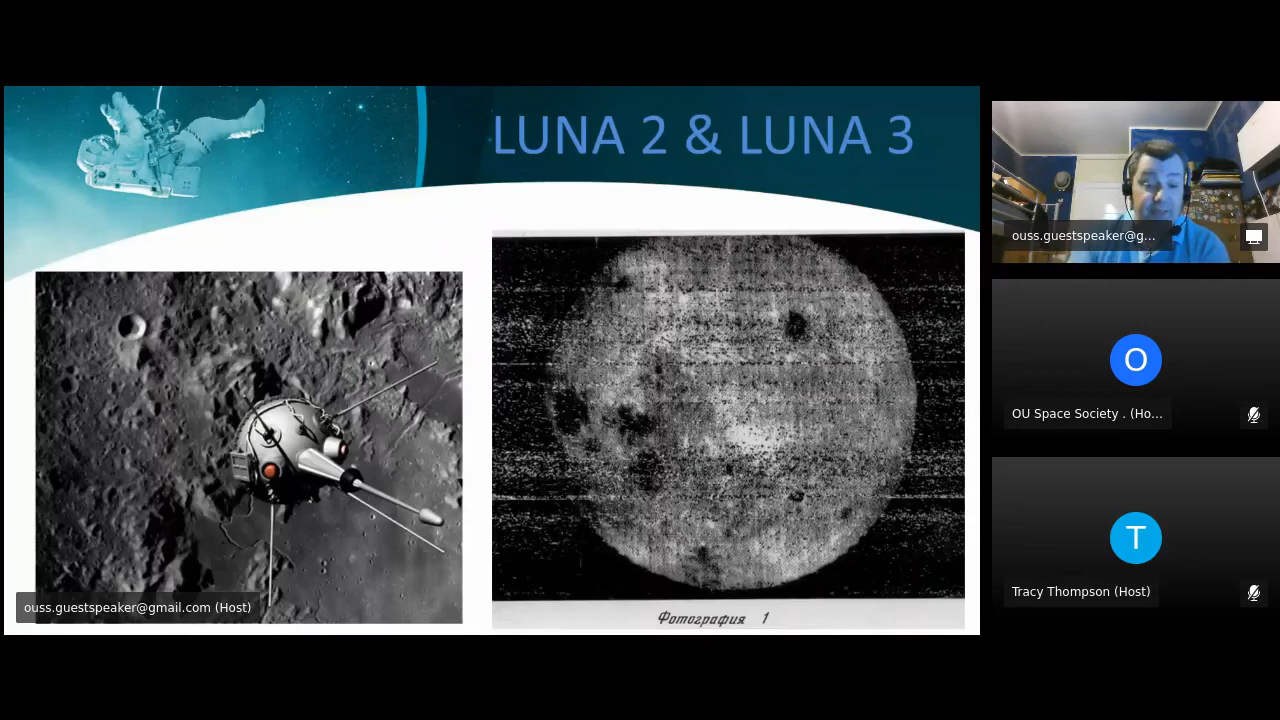 LUNA 2 & LUNA 3
ouss.guestspeaker@gmail.com (Host)
Фотография 1
ouss.guestspeaker@g...
O
OU Space Society . (Ho...
T
Tracy Thompson (Host)